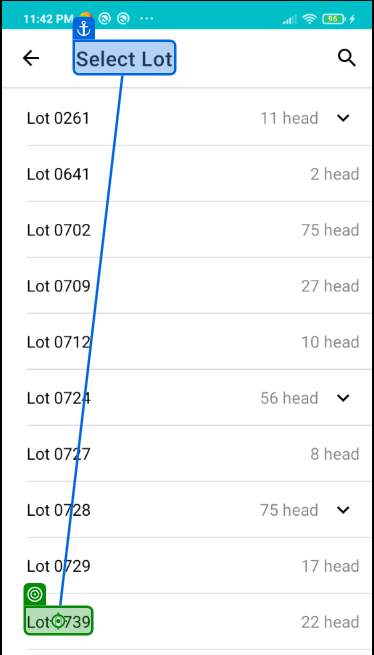 11:42 PM ... 96
Select Lot
Lot 0261 11 head
Lot 0641 2 head
Lot 0702 75 head
Lot 0709 27 head
Lot 0712 10 head
Lot 0724 56 head
Lot 0727 8 head
Lot 0728 75 head
Lot 0729 17 head
Lot 0739 22 head